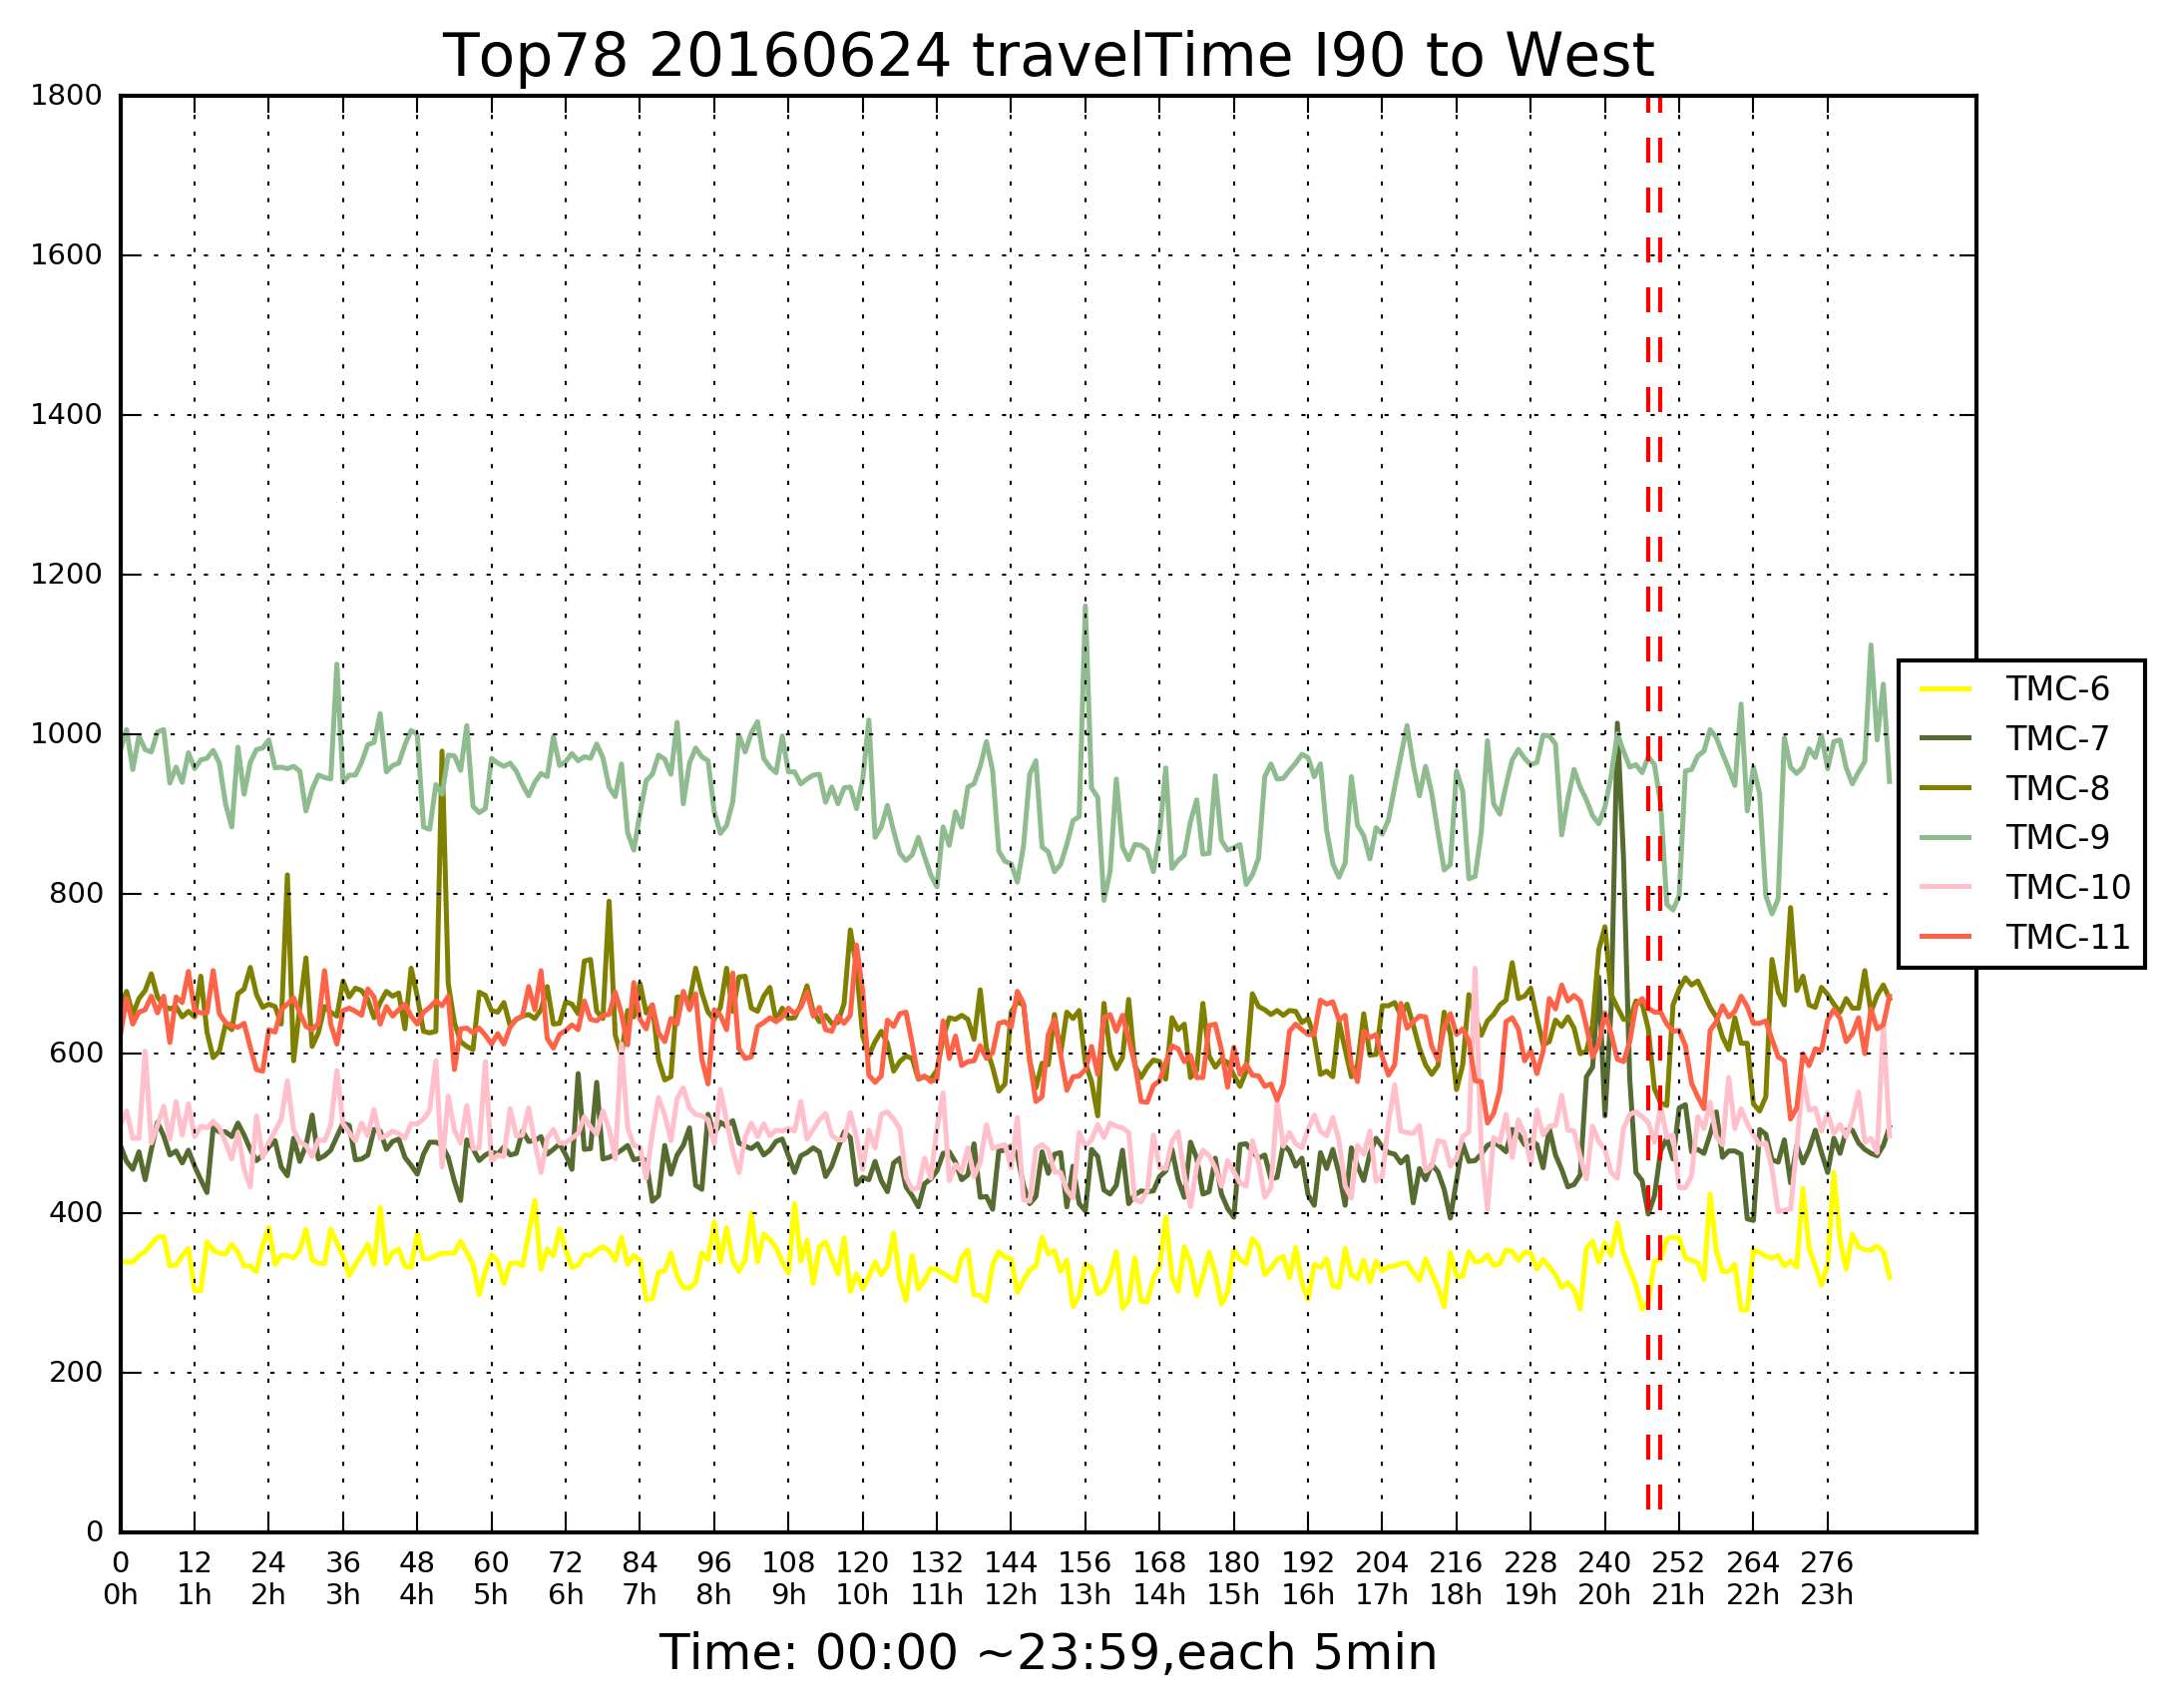 Top78 20160624 travelTime I90 to West
1800
1600
1400
1200
1000
800
600
400
200
0
TMC-6
TMC-7
TMC-8
TMC-9
TMC-10
TMC-11
0 12 24 36 48 60 72 84 96 108 120 132 144 156 168 180 192 204 216 228 240 252 264 276
0h 1h 2h 3h 4h 5h 6h 7h 8h 9h 10h 11h 12h 13h 14h 15h 16h 17h 18h 19h 20h 21h 22h 23h
Time: 00:00 ~23:59,each 5min